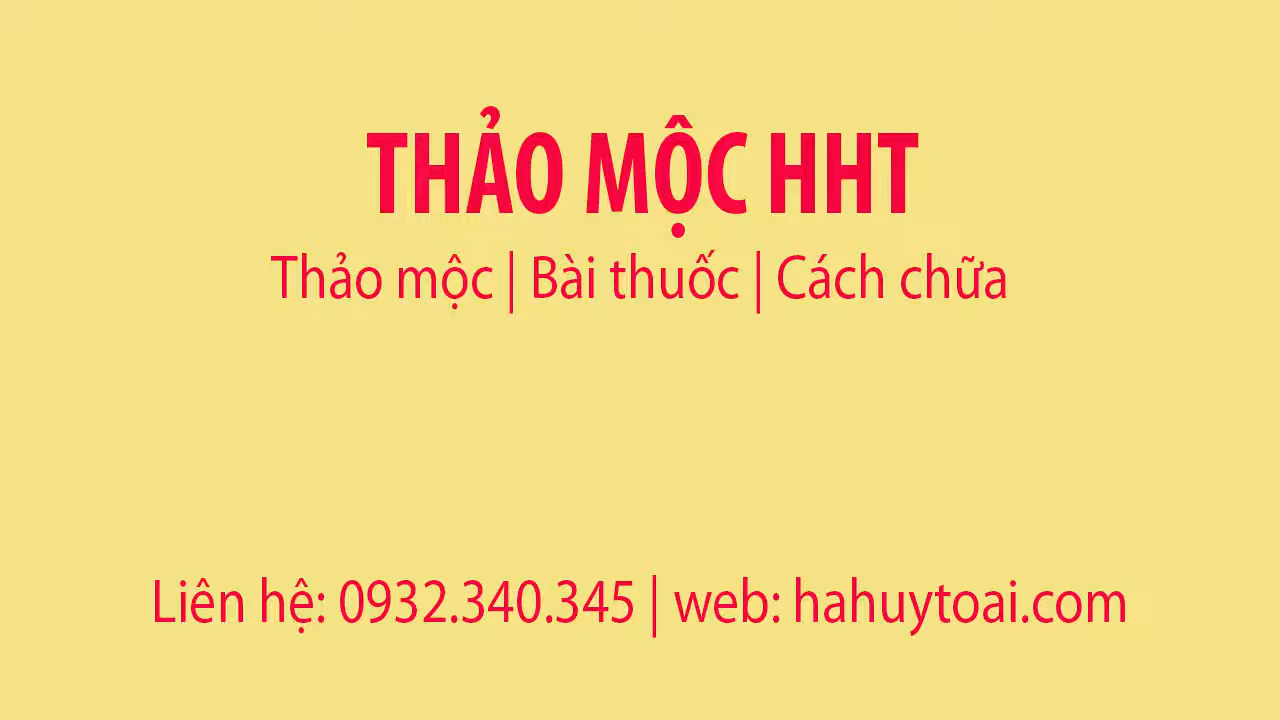 THẢO MỘC HHT
Thảo mộc | Bài thuốc | Cách chữa
Liên hệ: 0932.340.345 | web: hahuytoai.com